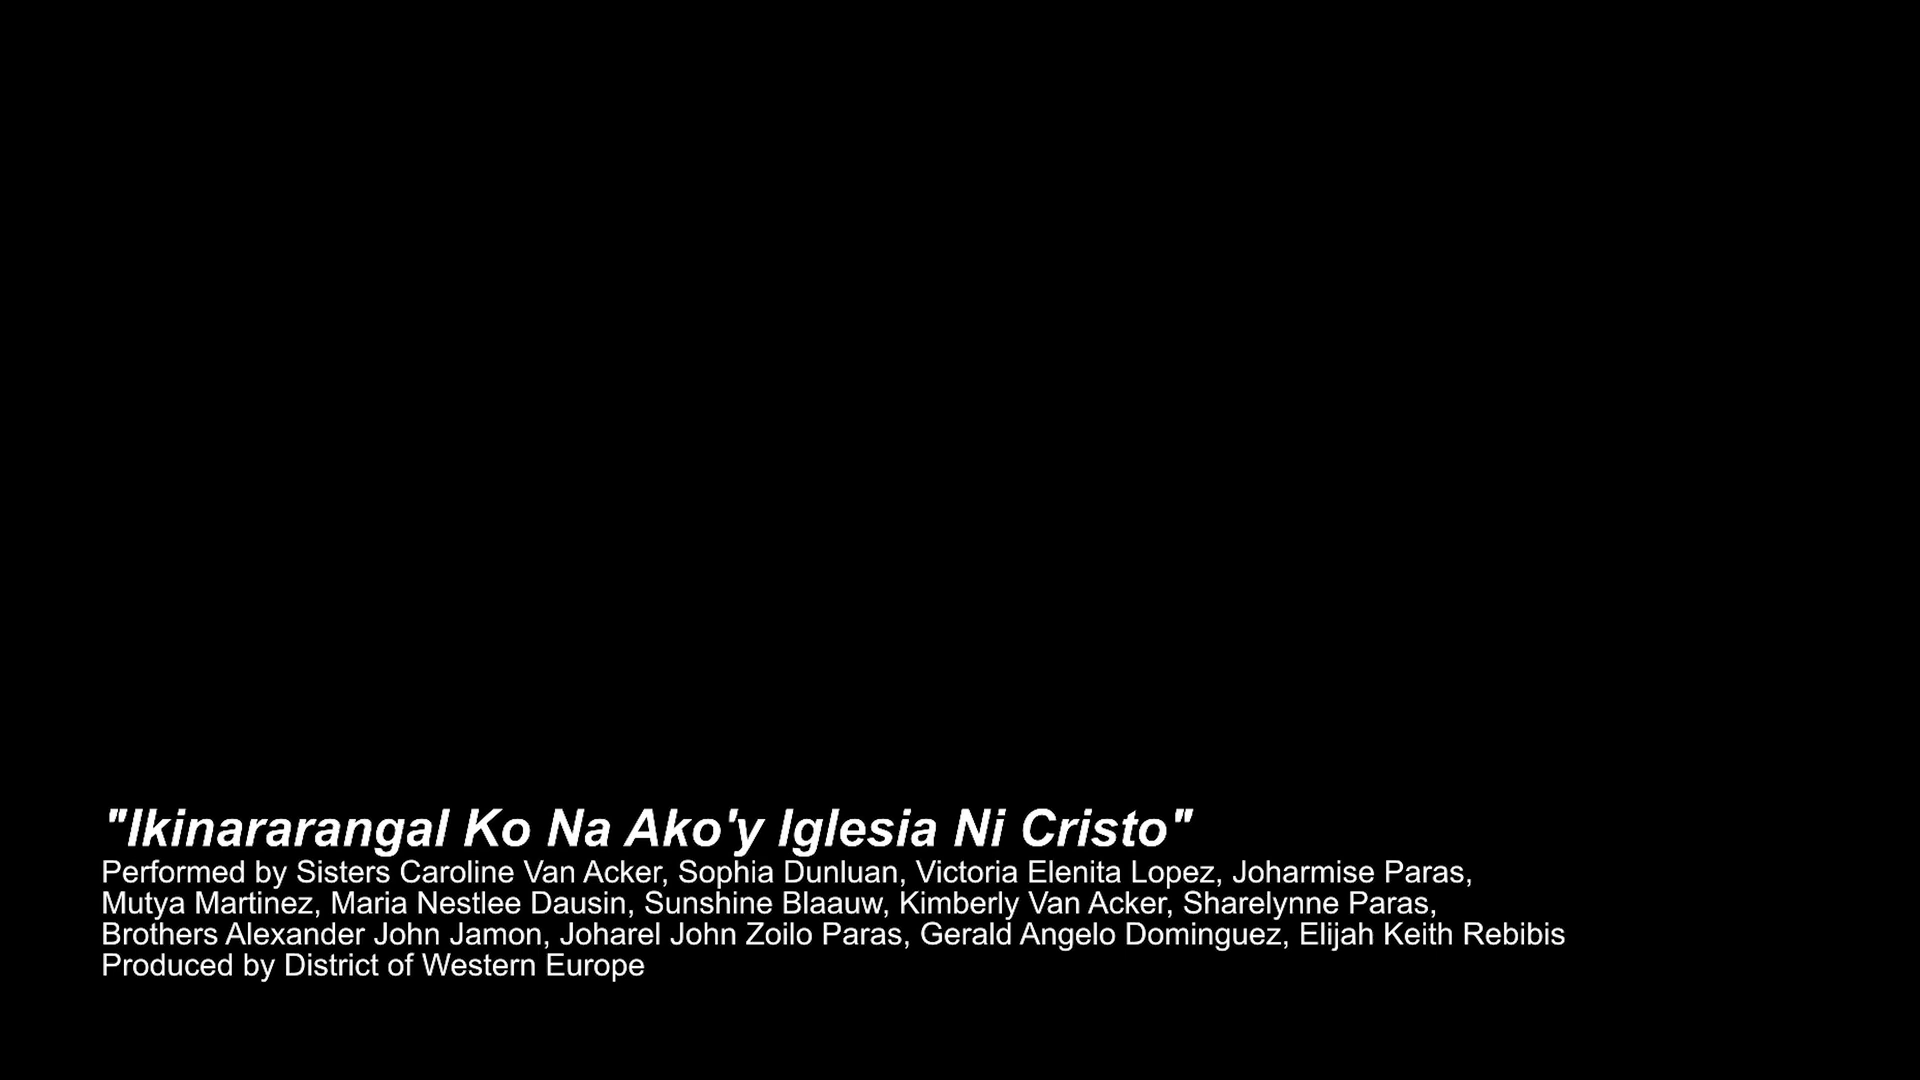 "Ikinararangal Ko Na Ako'y Iglesia Ni Cristo"
Performed by Sisters Caroline Van Acker, Sophia Dunluan, Victoria Elenita Lopez, Joharmise Paras,
Mutya Martinez, Maria Nestlee Dausin, Sunshine Blaauw, Kimberly Van Acker, Sharelynne Paras,
Brothers Alexander John Jamon, Joharel John Zoilo Paras, Gerald Angelo Dominguez, Elijah Keith Rebibis
Produced by District of Western Europe